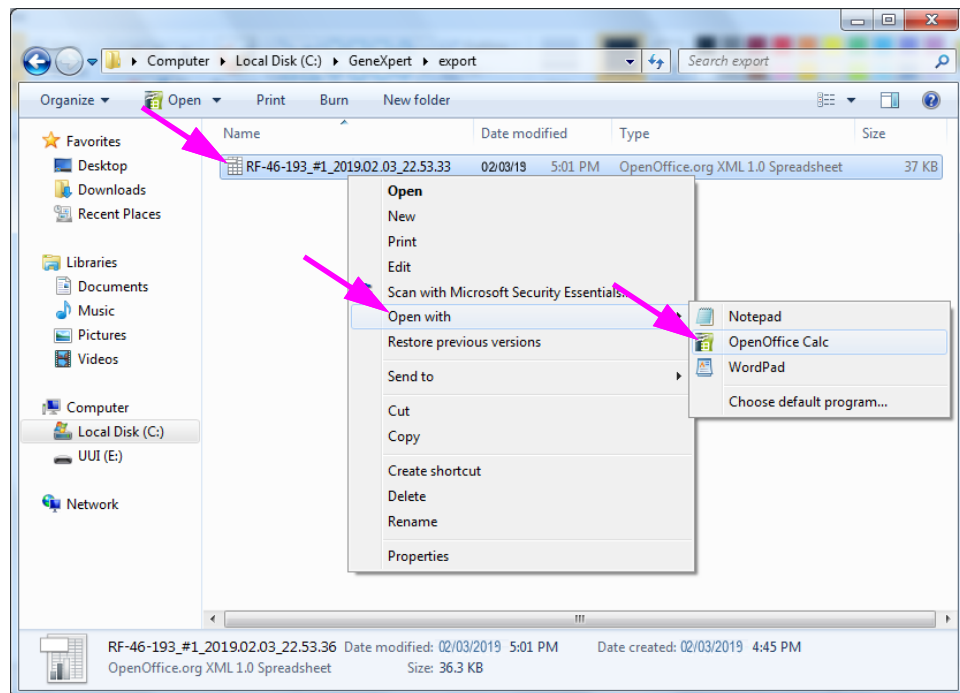 Computer Local Disk (C:) GeneXpert export Search export
Organize Open Print Burn New folder
Name Date modified Type Size
Favorites
Desktop
Downloads
Recent Places
Libraries
Documents
Music
Pictures
Videos
Computer
Local Disk (C:)
UUI (E:)
Network
RF-46-193_#1_2019.02.03_22.53.33 02/03/19 5:01 PM OpenOffice.org XML 1.0 Spreadsheet 37 KB
Open
New
Print
Edit
Scan with Microsoft Security Essentials...
Open with
Restore previous versions
Send to
Cut
Copy
Create shortcut
Delete
Rename
Properties
Notepad
OpenOffice Calc
WordPad
Choose default program...
RF-46-193_#1_2019.02.03_22.53.36 Date modified: 02/03/2019 5:01 PM Date created: 02/03/2019 4:45 PM
OpenOffice.org XML 1.0 Spreadsheet Size: 36.3 KB